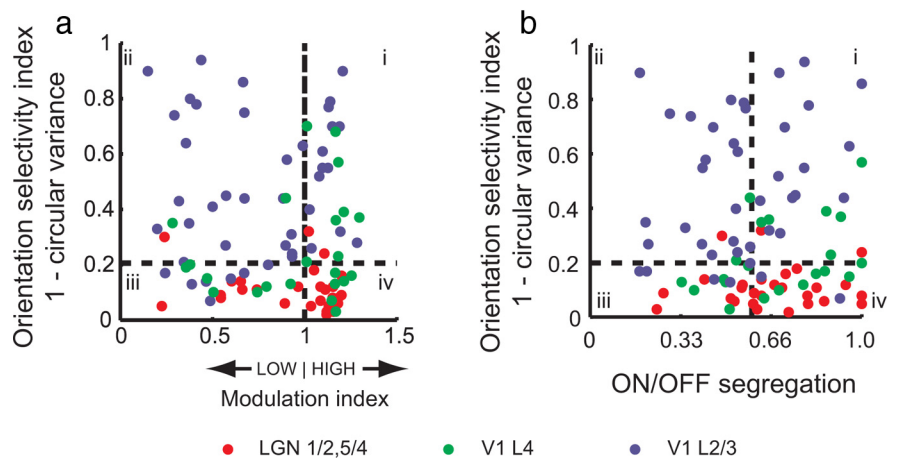 a
Orientation selectivity index
1 - circular variance
1
0.8
0.6
0.4
0.2
0
ii
i
iii
iv
0
0.5
1
1.5
LOW | HIGH
Modulation index
b
Orientation selectivity index
1 - circular variance
1
0.8
0.6
0.4
0.2
0
ii
i
iii
iv
0
0.33
0.66
1.0
ON/OFF segregation
LGN 1/2,5/4
V1 L4
V1 L2/3